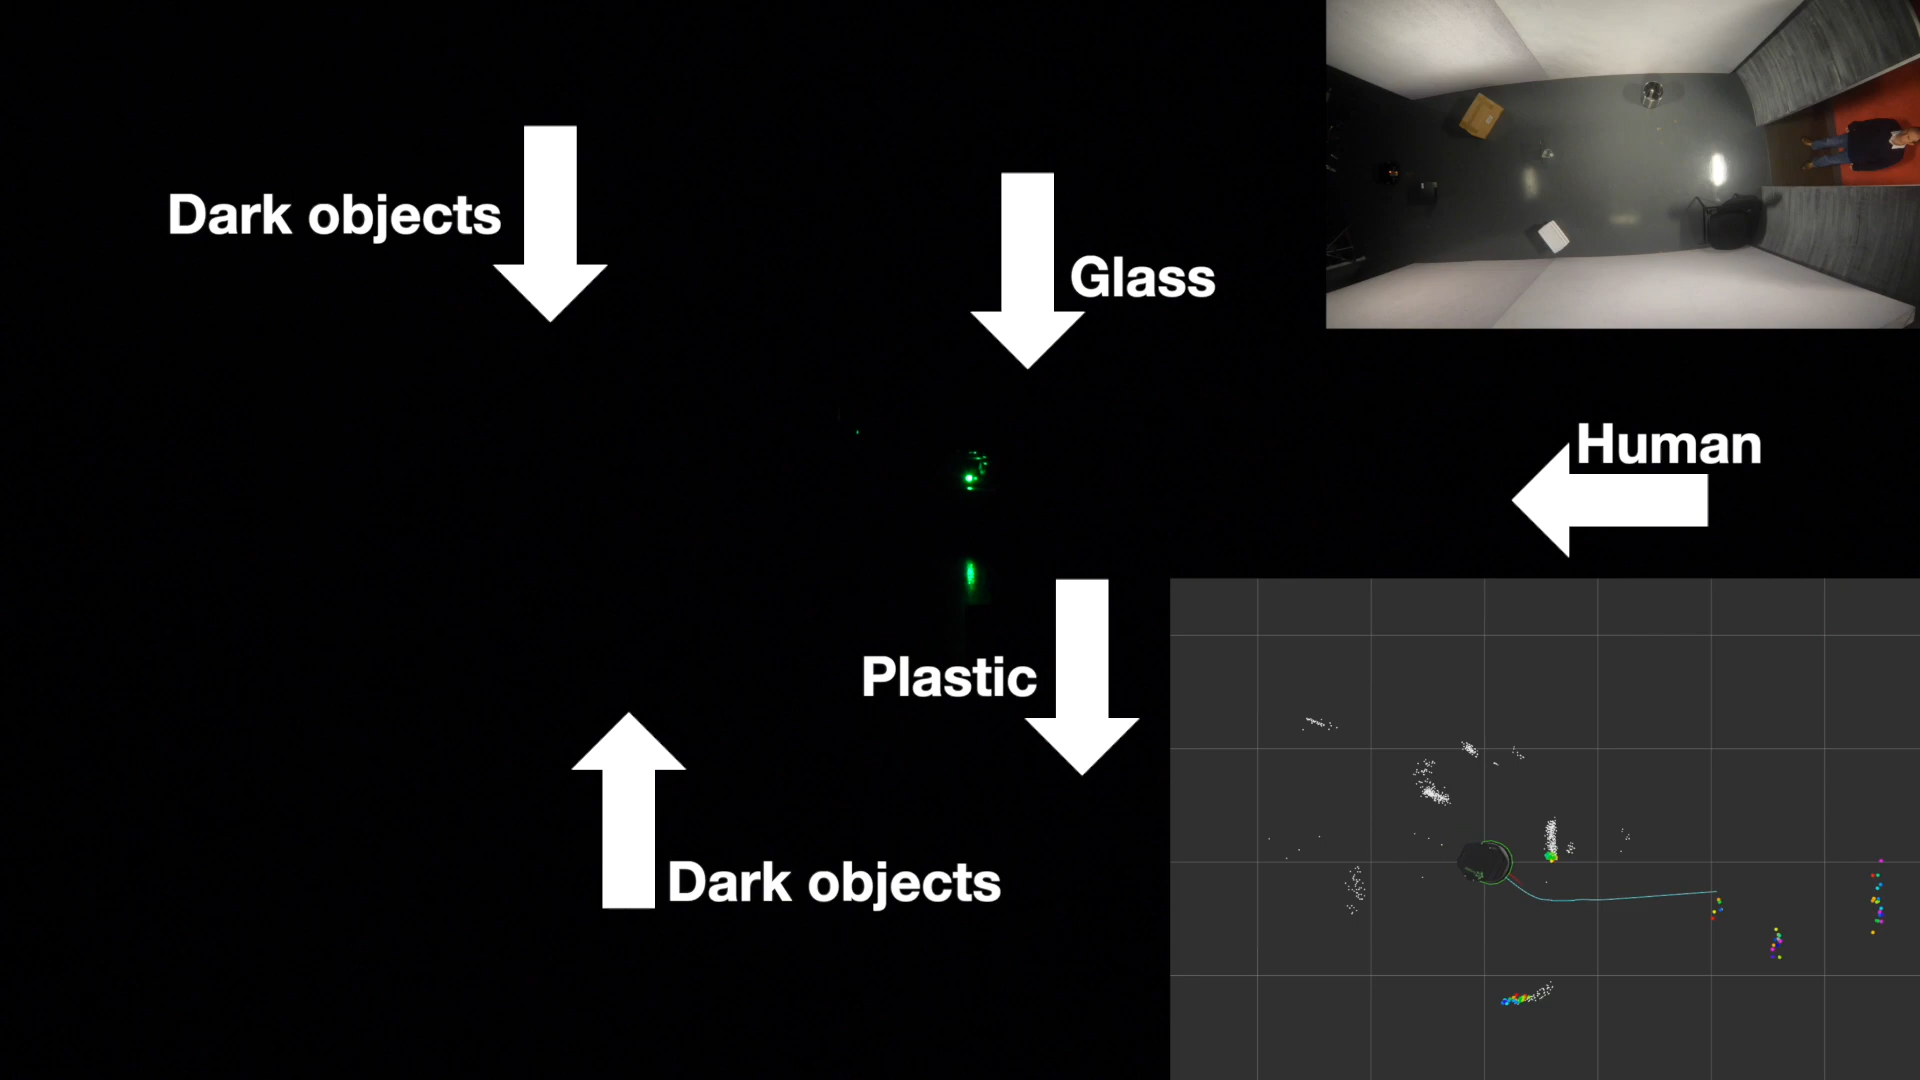 Dark objects
Glass
Human
Plastic
Dark objects